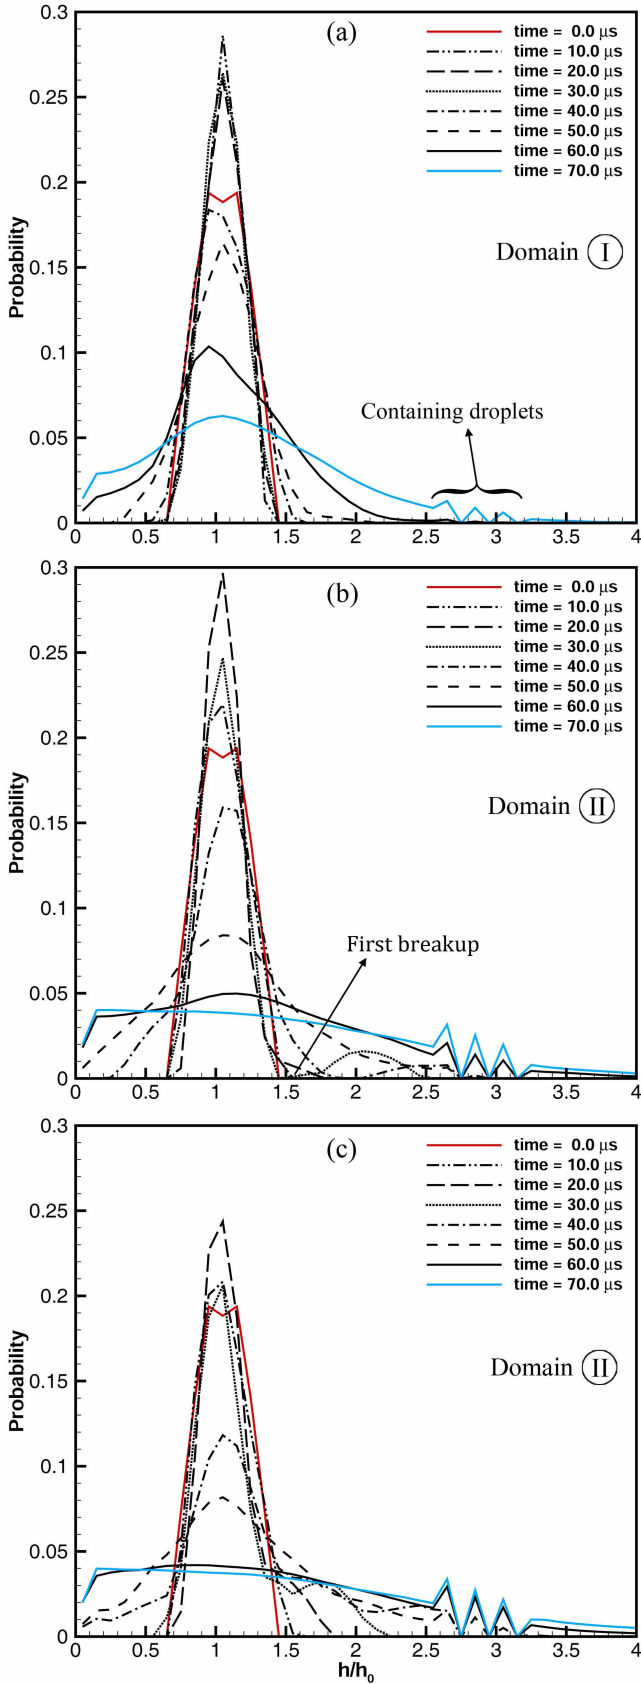 (a)
time = 0.0 μs
time = 10.0 μs
time = 20.0 μs
time = 30.0 μs
time = 40.0 μs
time = 50.0 μs
time = 60.0 μs
time = 70.0 μs
Domain I
Containing droplets
Probability
0.3
0.25
0.2
0.15
0.1
0.05
0
0 0.5 1 1.5 2 2.5 3 3.5 4
(b)
time = 0.0 μs
time = 10.0 μs
time = 20.0 μs
time = 30.0 μs
time = 40.0 μs
time = 50.0 μs
time = 60.0 μs
time = 70.0 μs
Domain II
First breakup
Probability
0.3
0.25
0.2
0.15
0.1
0.05
0
0 0.5 1 1.5 2 2.5 3 3.5 4
(c)
time = 0.0 μs
time = 10.0 μs
time = 20.0 μs
time = 30.0 μs
time = 40.0 μs
time = 50.0 μs
time = 60.0 μs
time = 70.0 μs
Domain II
Probability
0.3
0.25
0.2
0.15
0.1
0.05
0
0 0.5 1 1.5 2 2.5 3 3.5 4
h/h₀